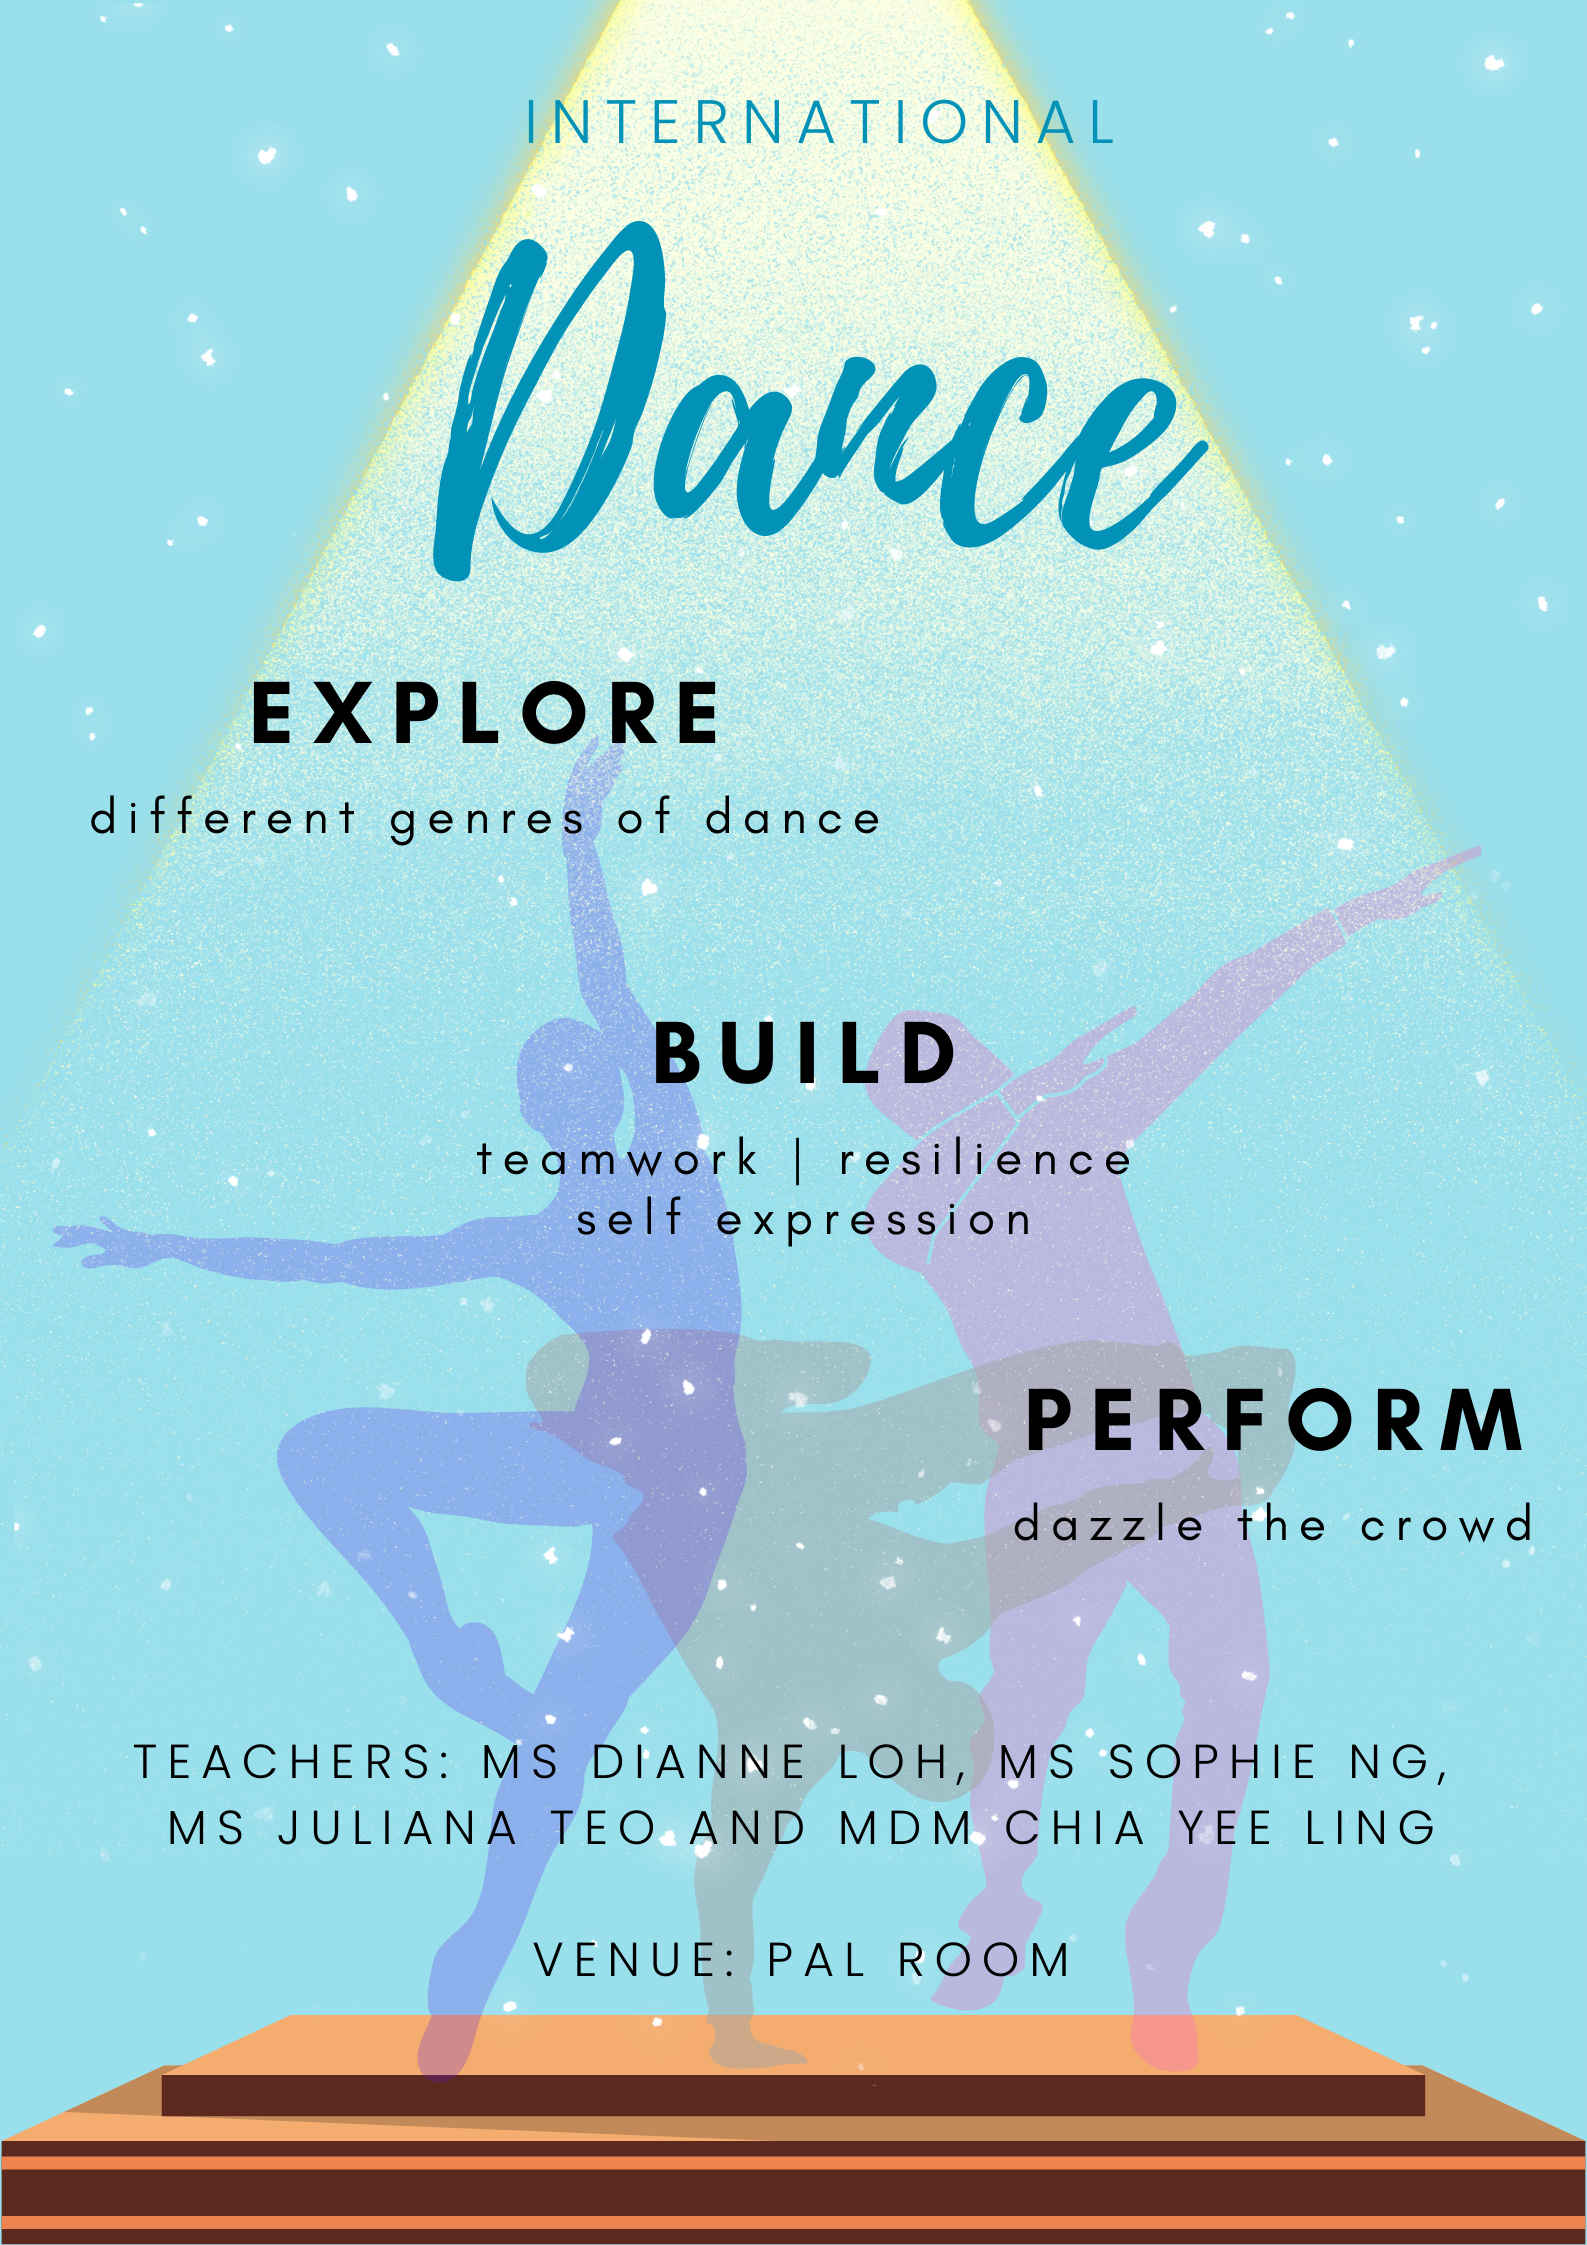 INTERNATIONAL
Dance
EXPLORE
different genres of dance
BUILD
teamwork | resilience
self expression
PERFORM
dazzle the crowd
TEACHERS: MS DIANNE LOH, MS SOPHIE NG,
MS JULIANA TEO AND MDM CHIA YEE LING
VENUE: PAL ROOM